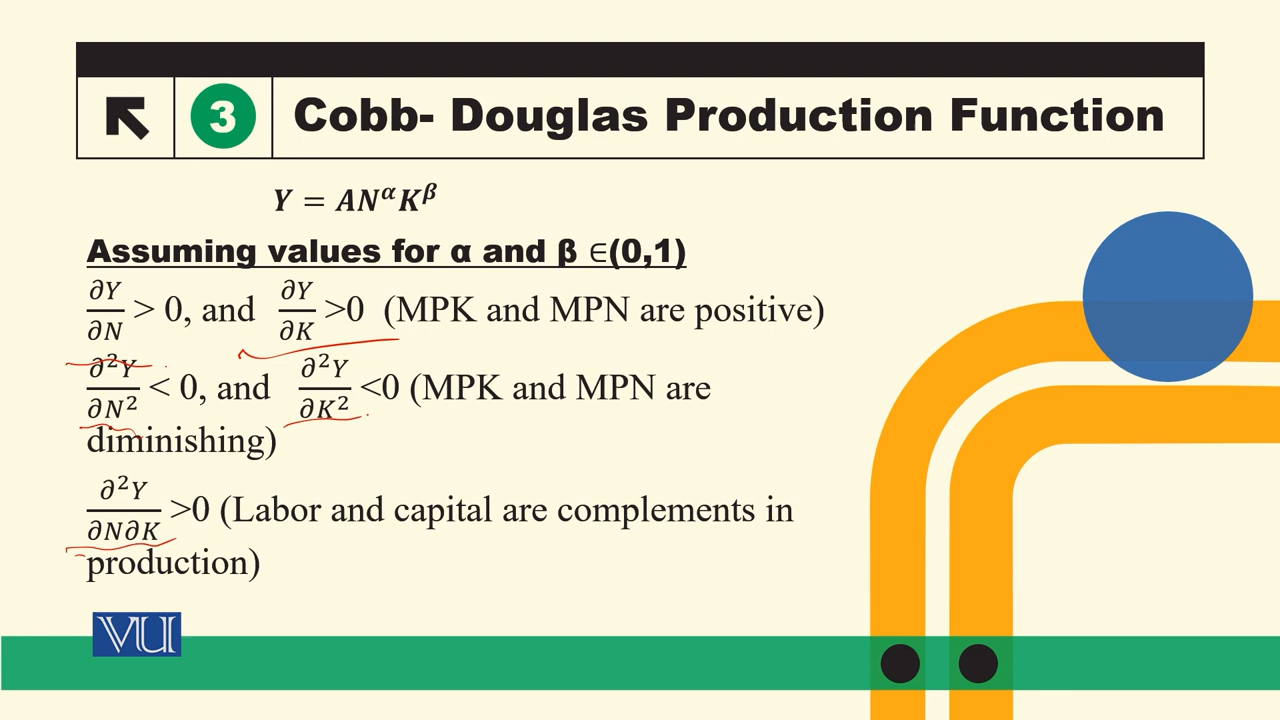 3 Cobb- Douglas Production Function
Y = AN^α K^β
Assuming values for α and β ∈(0,1)
∂Y/∂N > 0, and ∂Y/∂K >0 (MPK and MPN are positive)
∂²Y/∂N² < 0, and ∂²Y/∂K² <0 (MPK and MPN are
diminishing)
∂²Y/∂N∂K >0 (Labor and capital are complements in
production)
VU